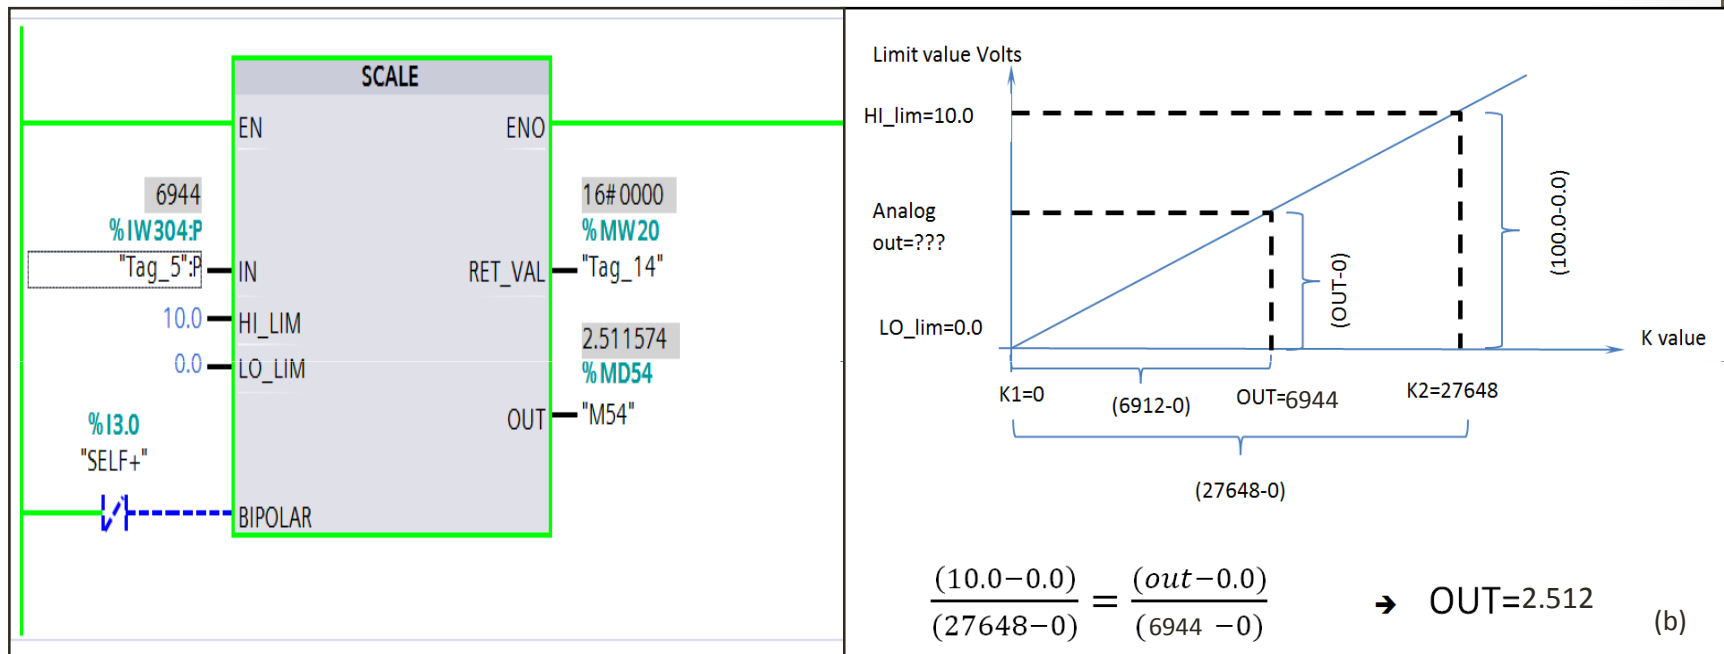 SCALE
EN
ENO
6944
%IW304:P
"Tag_5":P
IN
16#0000
%MW20
RET_VAL
"Tag_14"
10.0
HI_LIM
0.0
LO_LIM
2.511574
%MD54
OUT
"M54"
%I3.0
"SELF+"
BIPOLAR
Limit value Volts
HI_lim=10.0
Analog
out=???
LO_lim=0.0
(OUT-0)
(100.0-0.0)
K value
K1=0
(6912-0)
OUT=6944
K2=27648
(27648-0)
(10.0−0.0)/(27648−0) = (out−0.0)/(6944 −0) ➔ OUT=2.512
(b)